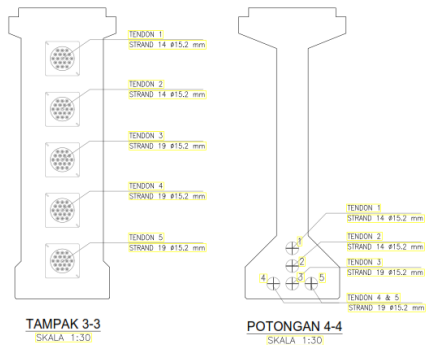 TENDON 1
STRAND 14 ø15.2 mm
TENDON 2
STRAND 14 ø15.2 mm
TENDON 3
STRAND 19 ø15.2 mm
TENDON 4
STRAND 19 ø15.2 mm
TENDON 5
STRAND 19 ø15.2 mm
TAMPAK 3-3
SKALA 1:30
TENDON 1
STRAND 14 ø15.2 mm
TENDON 2
STRAND 14 ø15.2 mm
TENDON 3
STRAND 19 ø15.2 mm
TENDON 4 & 5
STRAND 19 ø15.2 mm
1
2
4 3 5
POTONGAN 4-4
SKALA 1:30